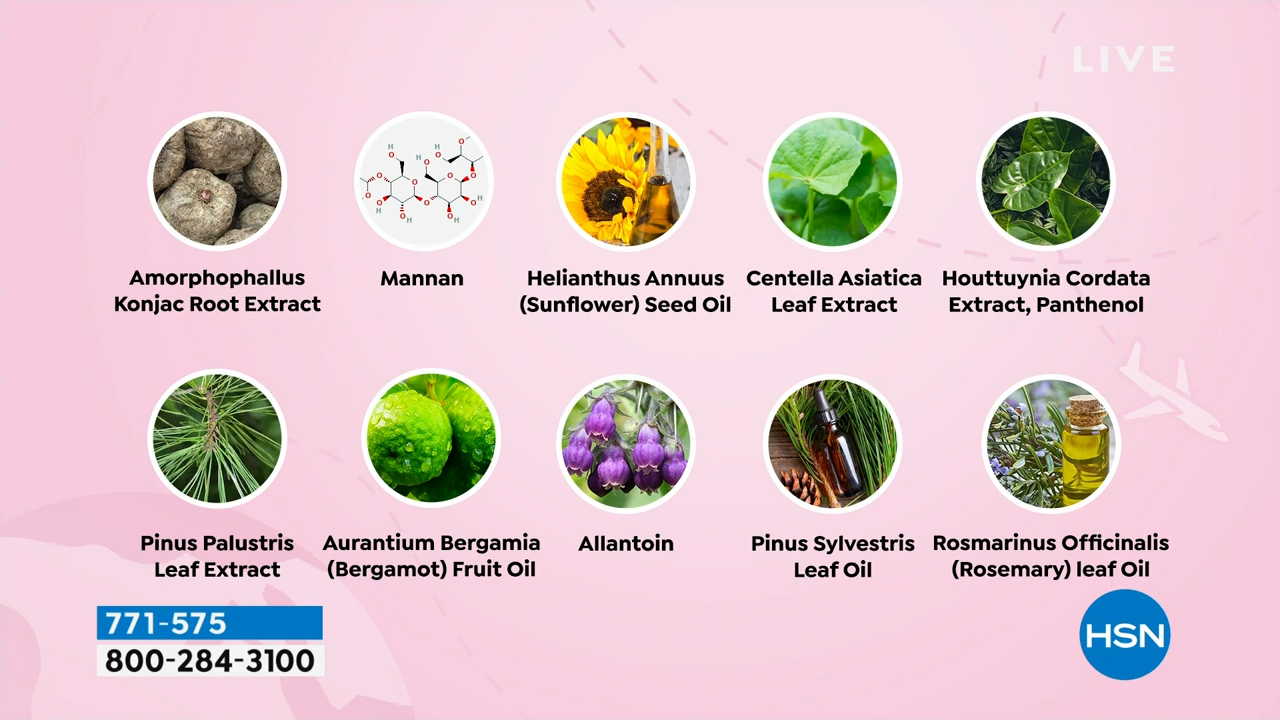 LIVE
Amorphophallus
Konjac Root Extract
Mannan
Helianthus Annuus
(Sunflower) Seed Oil
Centella Asiatica
Leaf Extract
Houttuynia Cordata
Extract, Panthenol
Pinus Palustris
Leaf Extract
Aurantium Bergamia
(Bergamot) Fruit Oil
Allantoin
Pinus Sylvestris
Leaf Oil
Rosmarinus Officinalis
(Rosemary) leaf Oil
771-575
800-284-3100
HSN